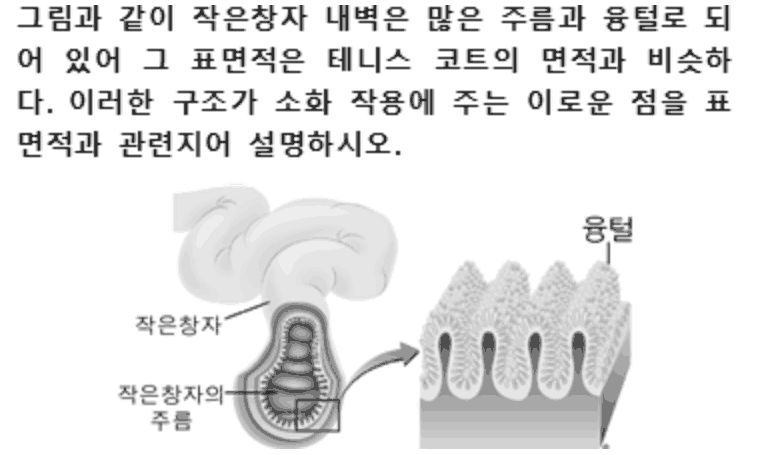 그림과 같이 작은창자 내벽은 많은 주름과 융털로 되
어 있어 그 표면적은 테니스 코트의 면적과 비슷하
다. 이러한 구조가 소화 작용에 주는 이로운 점을 표
면적과 관련지어 설명하시오.
융털
작은창자
작은창자의
주름